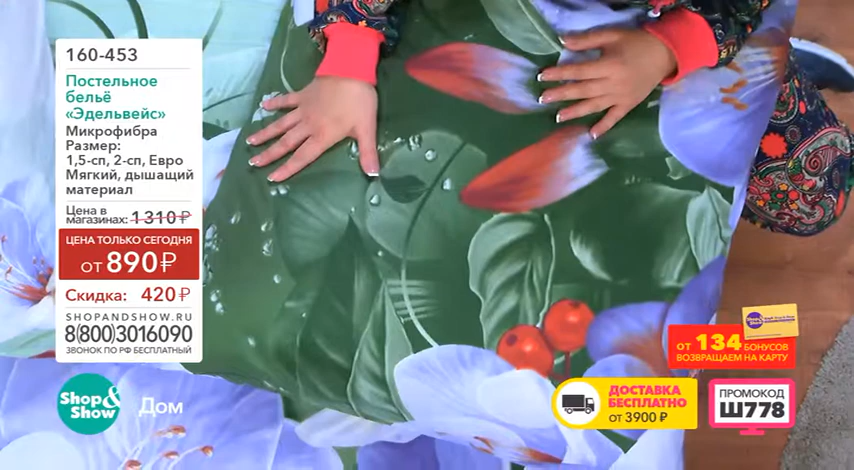 160-453
Постельное
бельё
«Эдельвейс»
Микрофибра
Размер:
1,5-сп, 2-сп, Евро
Мягкий, дышащий
материал
Цена в
магазинах: 1 310 ₽
ЦЕНА ТОЛЬКО СЕГОДНЯ
от 890 ₽
Скидка: 420 ₽
SHOPANDSHOW.RU
8(800)3016090
ЗВОНОК ПО РФ БЕСПЛАТНЫЙ
Shop
& Show
Дом
Shop
& Show
от 134 БОНУСОВ
ВОЗВРАЩАЕМ НА КАРТУ
ДОСТАВКА
БЕСПЛАТНО
от 3900 ₽
ПРОМОКОД
Ш778